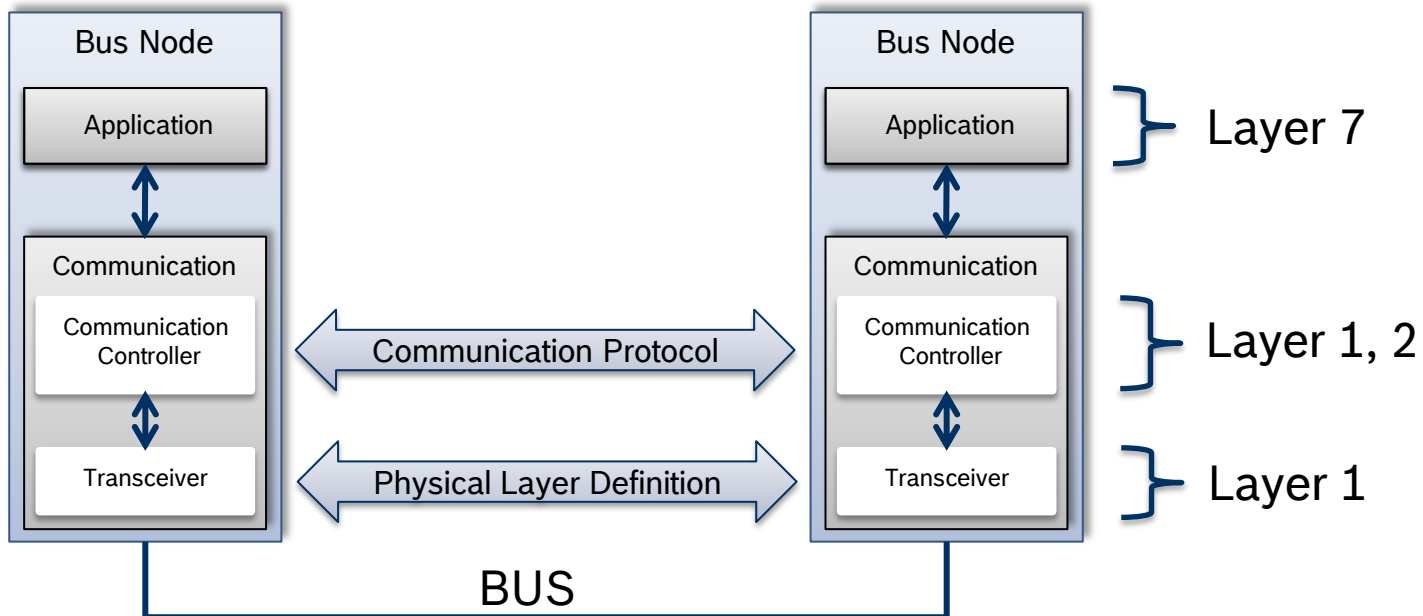 Bus Node
Bus Node
Application
Application
Layer 7
Communication
Communication
Communication
Controller
Communication Protocol
Communication
Controller
Layer 1, 2
Transceiver
Physical Layer Definition
Transceiver
Layer 1
BUS